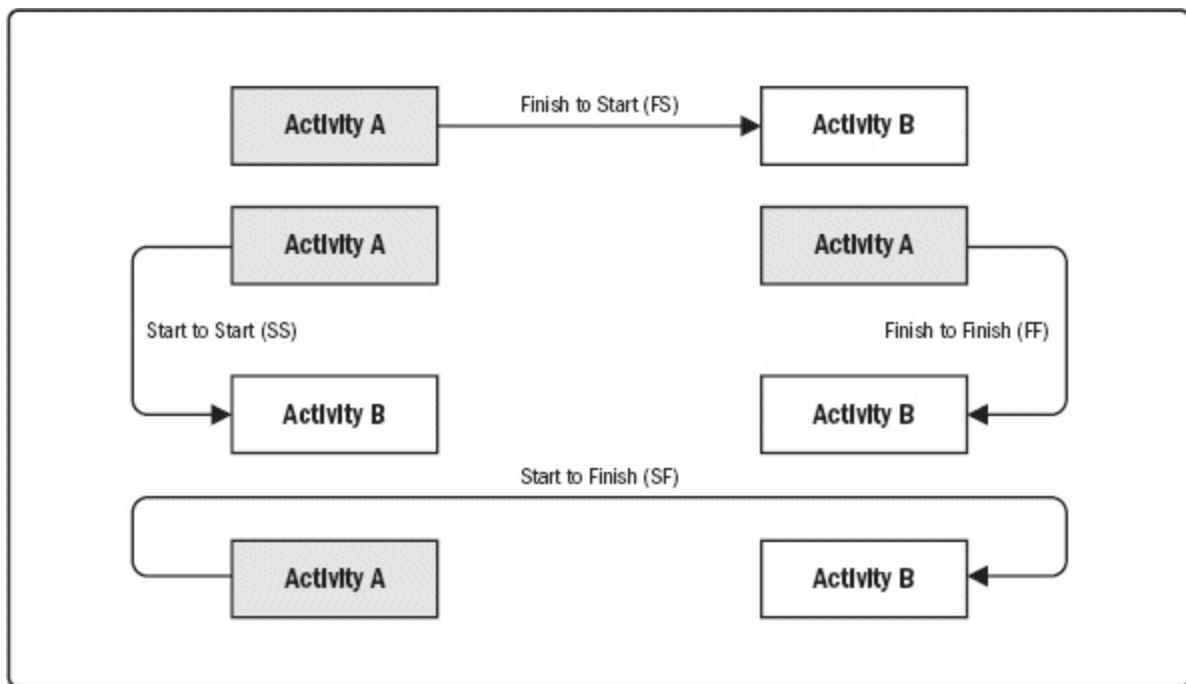 Activity A
Finish to Start (FS)
Activity B
Activity A
Activity A
Start to Start (SS)
Finish to Finish (FF)
Activity B
Activity B
Start to Finish (SF)
Activity A
Activity B